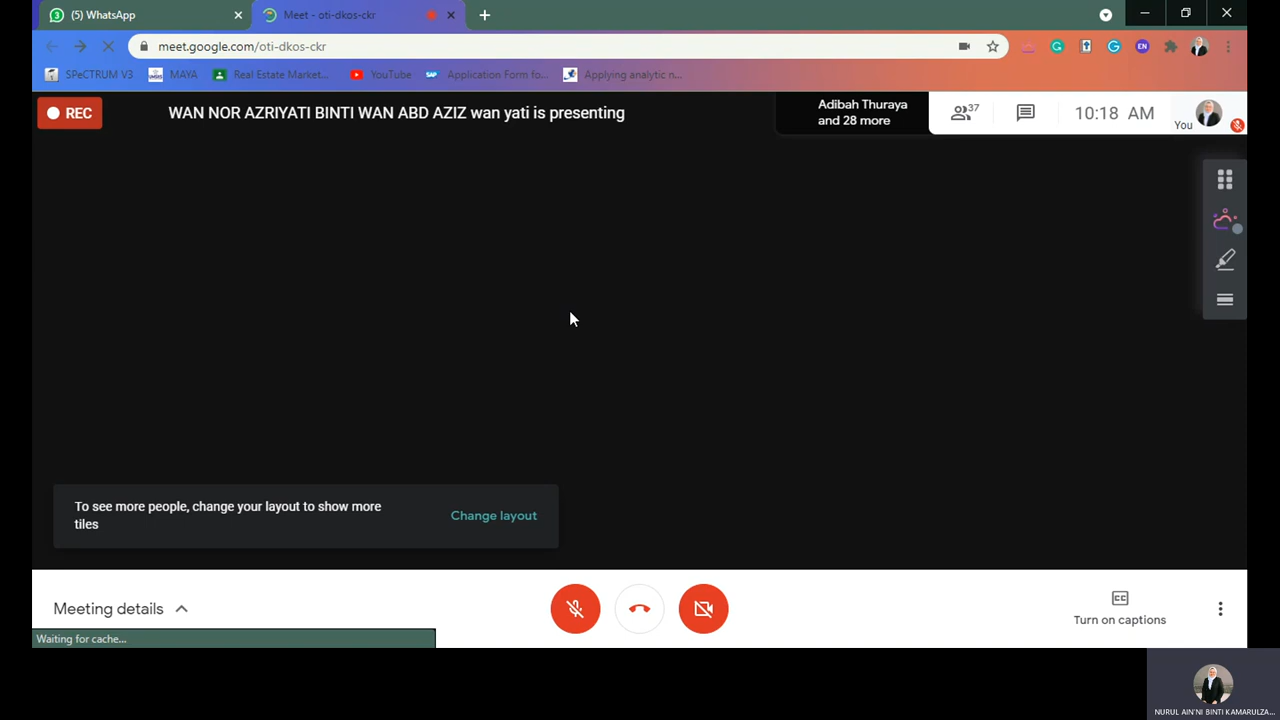 3
(5) WhatsApp
Meet - oti-dkos-ckr
meet.google.com/oti-dkos-ckr
EN
SPeCTRUM V3
MAYA
Real Estate Market...
YouTube
Application Form fo...
Applying analytic n...
REC
WAN NOR AZRIYATI BINTI WAN ABD AZIZ wan yati is presenting
Adibah Thuraya
and 28 more
37
10:18 AM
You
To see more people, change your layout to show more
tiles
Change layout
Meeting details
CC
Turn on captions
Waiting for cache...
NURUL AIN'NI BINTI KAMARULZA...